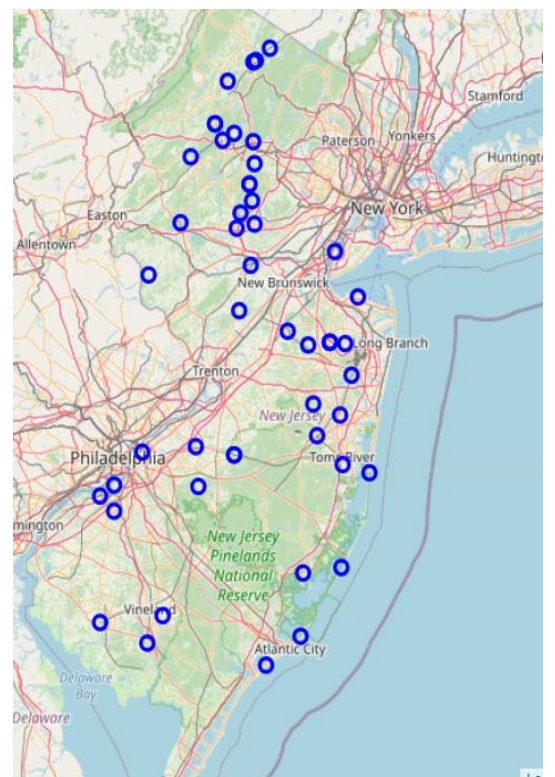 Stamford
Paterson
Yonkers
Huntin
New York
Easton
Allentown
New Brunswick
Long Branch
Trenton
New Jersey
Philadelphia
Toms River
mington
New Jersey
Pinelands
National
Reserve
Vineland
Atlantic City
Delaware
Bay
Delaware